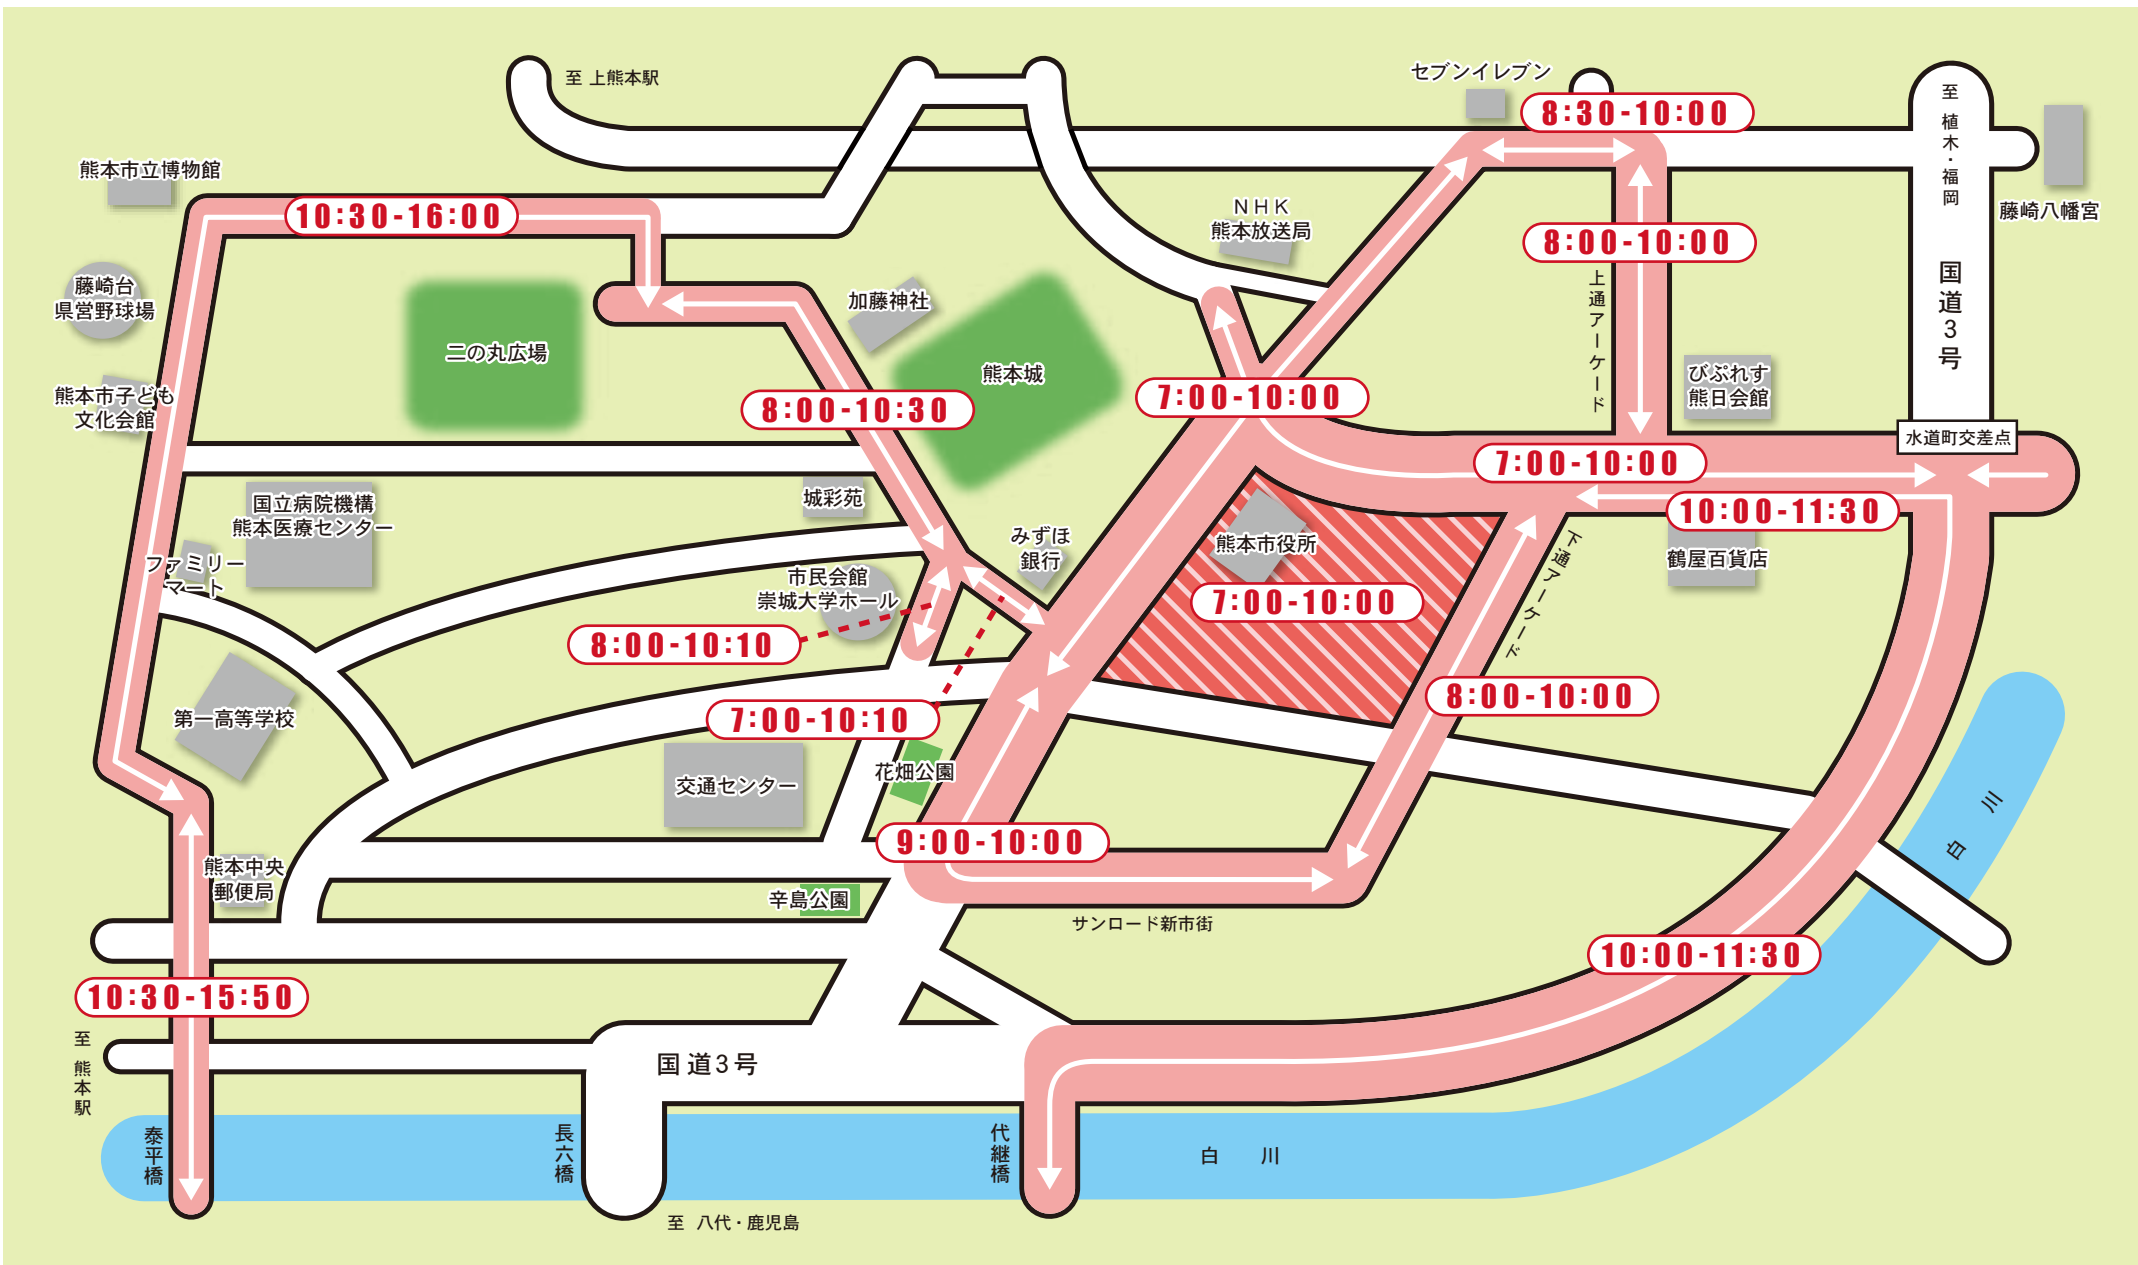 至 上熊本駅
セブンイレブン
8:30-10:00
至 植木・福岡
熊本市立博物館
藤崎八幡宮
10:30-16:00
NHK
熊本放送局
8:00-10:00
上通アーケード
国道3号
藤崎台
県営野球場
加藤神社
二の丸広場
熊本城
熊本市子ども
文化会館
8:00-10:30
7:00-10:00
びぷれす
熊日会館
水道町交差点
7:00-10:00
10:00-11:30
城彩苑
国立病院機構
熊本医療センター
みずほ
銀行
熊本市役所
下通アーケード
鶴屋百貨店
ファミリー
マート
市民会館
崇城大学ホール
7:00-10:00
8:00-10:10
8:00-10:00
第一高等学校
7:00-10:10
花畑公園
交通センター
白川
9:00-10:00
熊本中央
郵便局
辛島公園
サンロード新市街
10:00-11:30
10:30-15:50
至 熊本駅
国道3号
泰平橋
長六橋
代継橋
白 川
至 八代・鹿児島